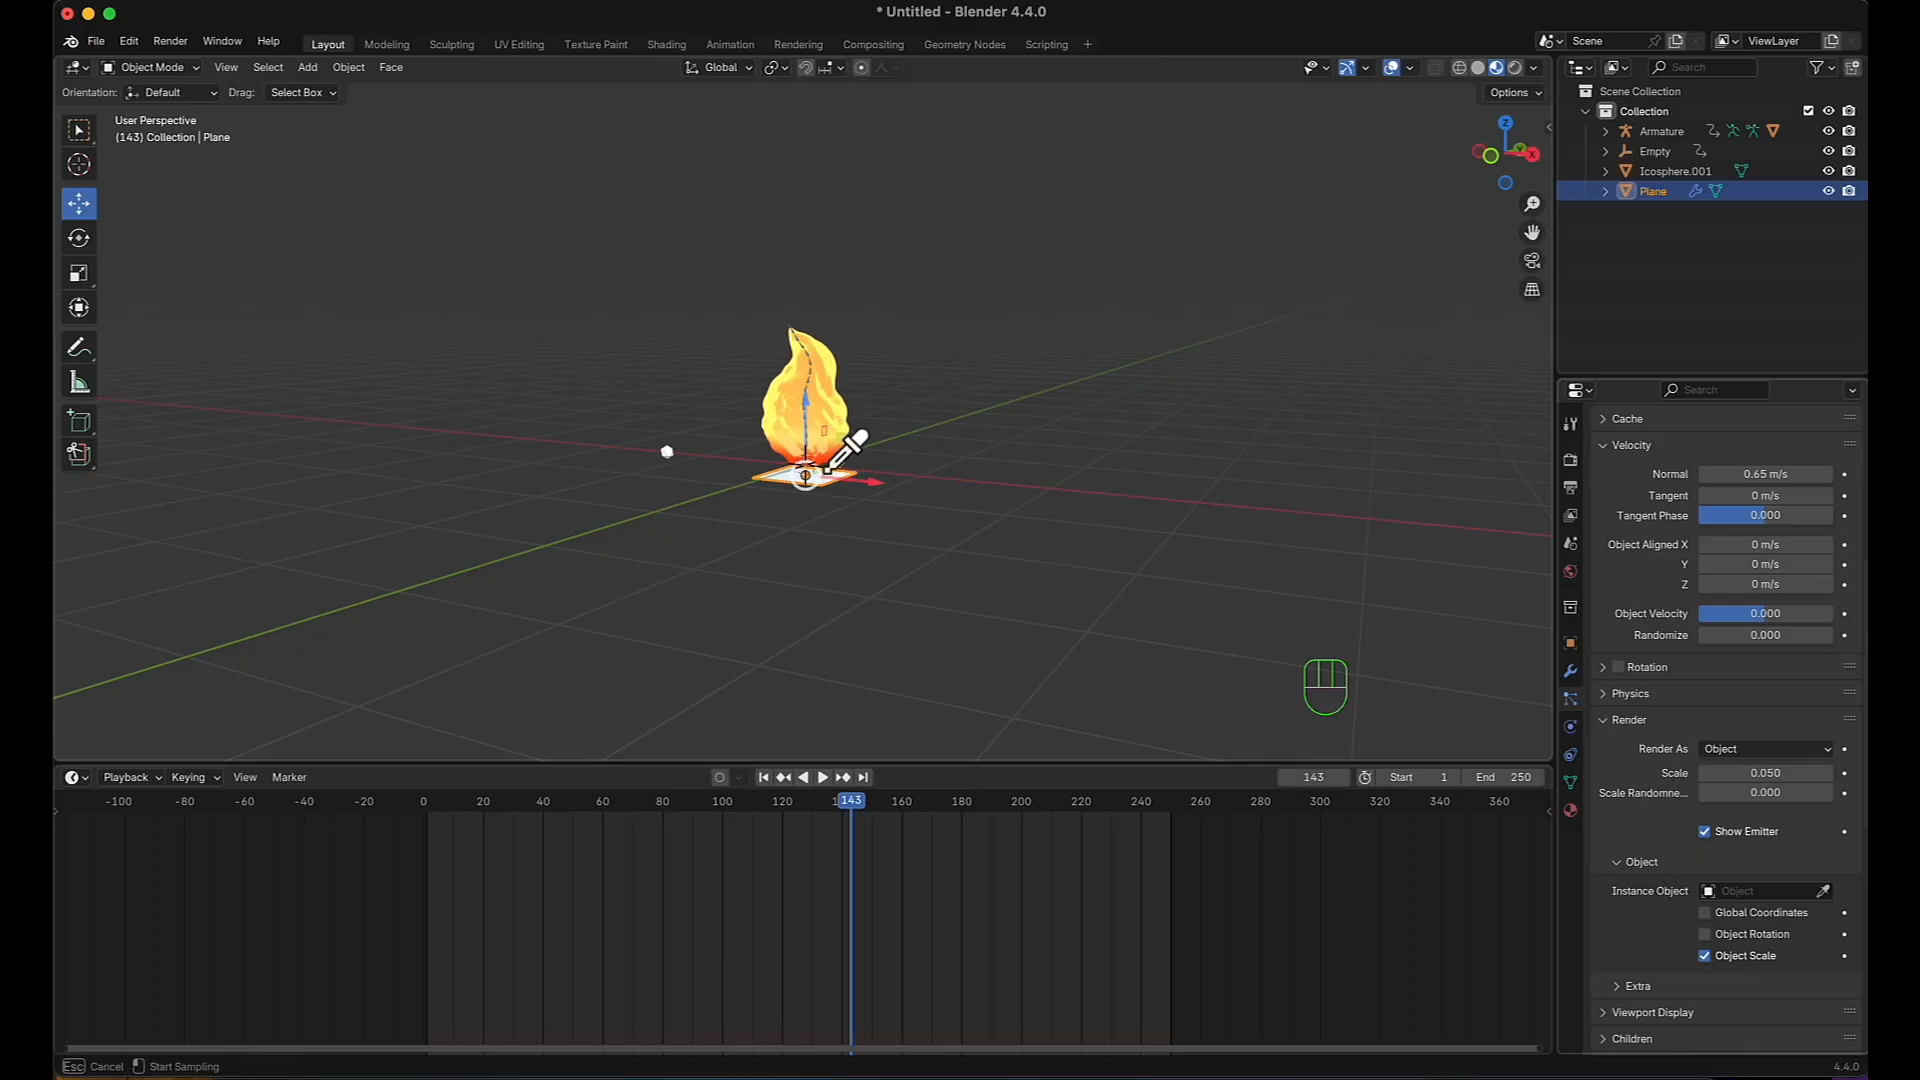 * Untitled - Blender 4.4.0
File Edit Render Window Help
Layout Modeling Sculpting UV Editing Texture Paint Shading Animation Rendering Compositing Geometry Nodes Scripting +
Scene
ViewLayer
Object Mode View Select Add Object Face
Global
Search
Orientation: Default Drag: Select Box
Options
User Perspective
(143) Collection | Plane
Z
Y
X
Scene Collection
Collection
Armature
Empty
Icosphere.001
Plane
Search
Cache
Velocity
Normal 0.65 m/s
Tangent 0 m/s
Tangent Phase 0.000
Object Aligned X 0 m/s
Y 0 m/s
Z 0 m/s
Object Velocity 0.000
Randomize 0.000
Rotation
Physics
Render
Render As Object
Scale 0.050
Scale Randomne... 0.000
Show Emitter
Object
Instance Object Object
Global Coordinates
Object Rotation
Object Scale
Extra
Viewport Display
Children
Playback Keying View Marker
143 Start 1 End 250
-100 -80 -60 -40 -20 0 20 40 60 80 100 120 143 160 180 200 220 240 260 280 300 320 340 360
Esc Cancel Start Sampling
4.4.0